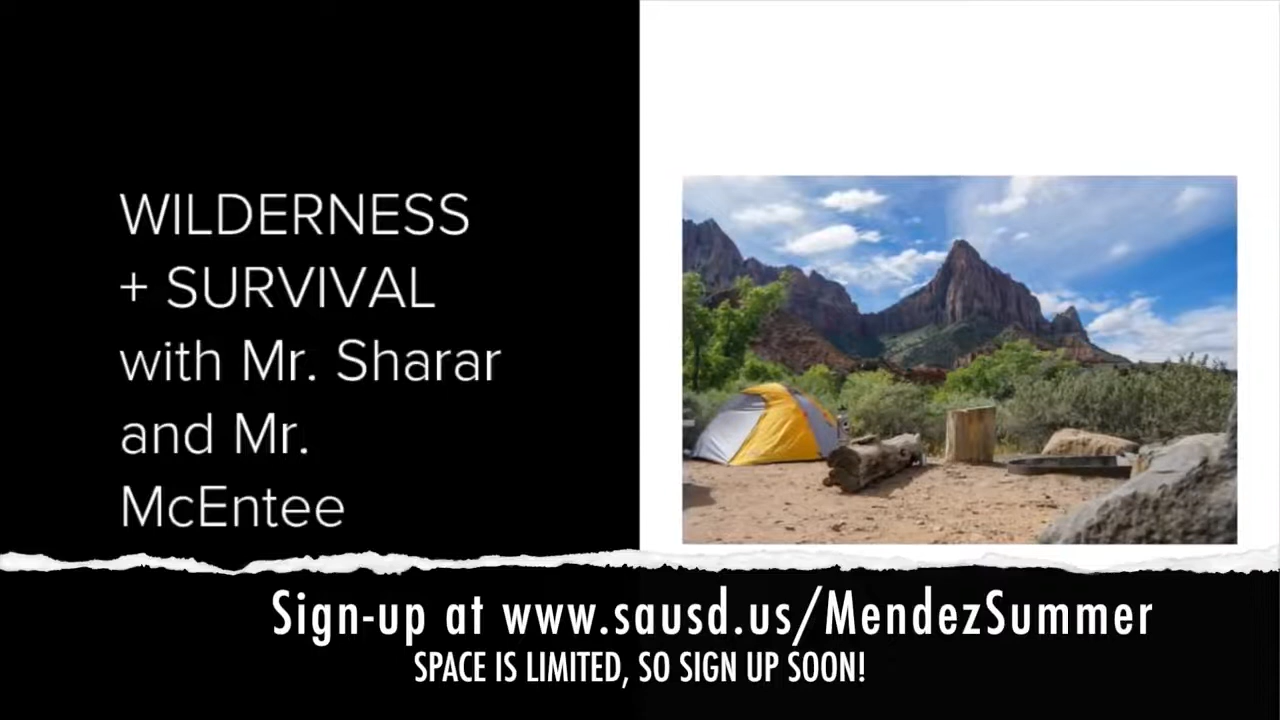 WILDERNESS
+ SURVIVAL
with Mr. Sharar
and Mr.
McEntee
Sign-up at www.sausd.us/MendezSummer
SPACE IS LIMITED, SO SIGN UP SOON!